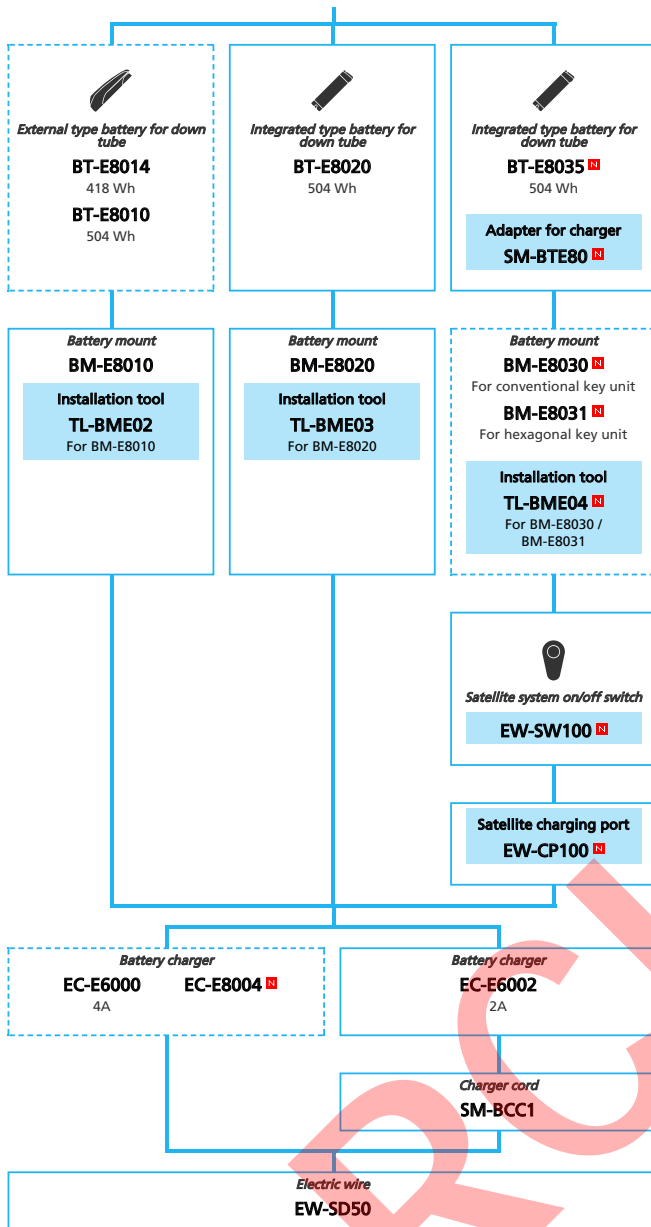 External type battery for down
tube
BT-E8014
418 Wh
BT-E8010
504 Wh
Integrated type battery for
down tube
BT-E8020
504 Wh
Integrated type battery for
down tube
BT-E8035 N
504 Wh
Adapter for charger
SM-BTE80 N
Battery mount
BM-E8010
Installation tool
TL-BME02
For BM-E8010
Battery mount
BM-E8020
Installation tool
TL-BME03
For BM-E8020
Battery mount
BM-E8030 N
For conventional key unit
BM-E8031 N
For hexagonal key unit
Installation tool
TL-BME04 N
For BM-E8030 /
BM-E8031
Satellite system on/off switch
EW-SW100 N
Satellite charging port
EW-CP100 N
Battery charger
EC-E6000 EC-E8004 N
4A
Battery charger
EC-E6002
2A
Charger cord
SM-BCC1
Electric wire
EW-SD50